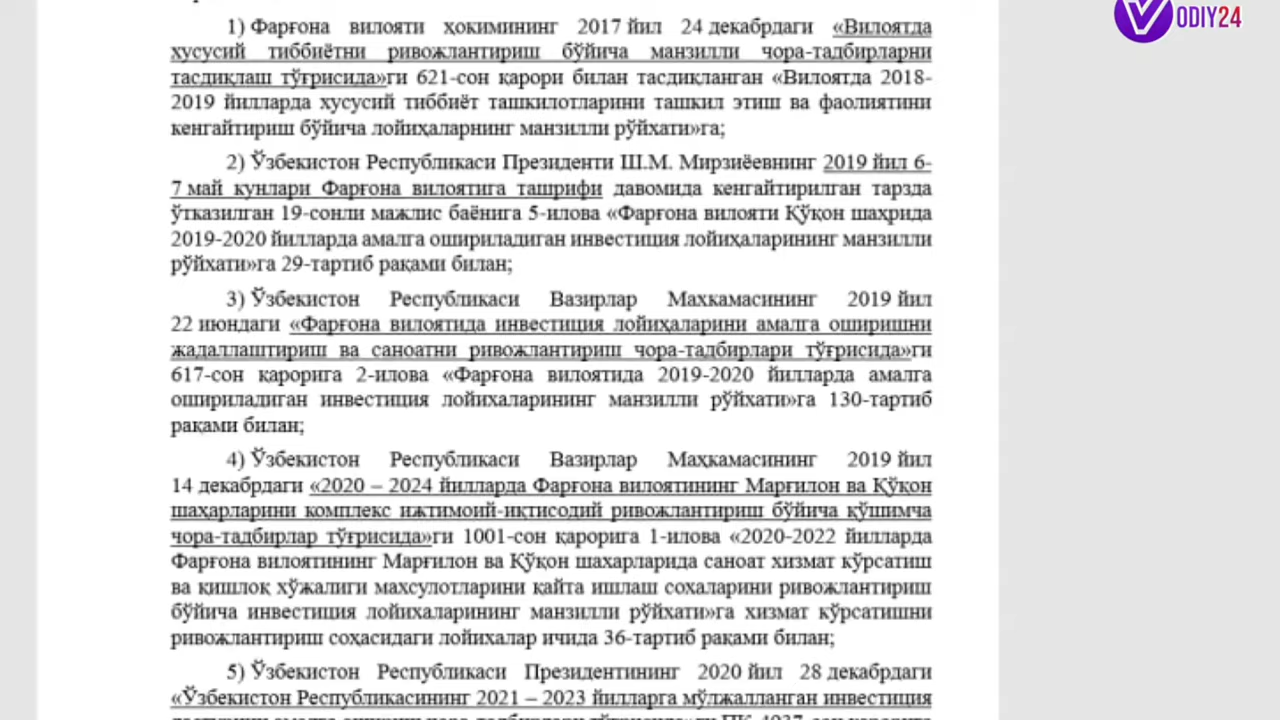 VODIY24
1) Фарғона вилояти ҳокимининг 2017 йил 24 декабрдаги «Вилоятда
хусусий тиббиётни ривожлантириш бўйича манзилли чора-тадбирларни
тасдиқлаш тўғрисида»ги 621-сон қарори билан тасдиқланган «Вилоятда 2018-
2019 йилларда хусусий тиббиёт ташкилотларини ташкил этиш ва фаолиятини
кенгайтириш бўйича лойиҳаларнинг манзилли рўйхати»га;
2) Ўзбекистон Республикаси Президенти Ш.М. Мирзиёевнинг 2019 йил 6-
7 май кунлари Фарғона вилоятига ташрифи давомида кенгайтирилган тарзда
ўтказилган 19-сонли мажлис баёнига 5-илова «Фарғона вилояти Қўқон шаҳрида
2019-2020 йилларда амалга ошириладиган инвестиция лойиҳаларининг манзилли
рўйхати»га 29-тартиб рақами билан;
3) Ўзбекистон Республикаси Вазирлар Махкамасининг 2019 йил
22 июндаги «Фарғона вилоятида инвестиция лойиҳаларини амалга оширишни
жадаллаштириш ва саноатни ривожлантириш чора-тадбирлари тўғрисида»ги
617-сон қарорига 2-илова «Фарғона вилоятида 2019-2020 йилларда амалга
ошириладиган инвестиция лойихаларининг манзилли рўйхати»га 130-тартиб
рақами билан;
4) Ўзбекистон Республикаси Вазирлар Маҳкамасининг 2019 йил
14 декабрдаги «2020 – 2024 йилларда Фарғона вилоятининг Марғилон ва Қўқон
шаҳарларини комплекс ижтимоий-иқтисодий ривожлантириш бўйича қўшимча
чора-тадбирлар тўғрисида»ги 1001-сон қарорига 1-илова «2020-2022 йилларда
Фарғона вилоятининг Марғилон ва Қўқон шахарларида саноат хизмат кўрсатиш
ва қишлоқ хўжалиги махсулотларини қайта ишлаш сохаларини ривожлантириш
бўйича инвестиция лойихаларининг манзилли рўйхати»га хизмат кўрсатишни
ривожлантириш соҳасидаги лойихалар ичида 36-тартиб рақами билан;
5) Ўзбекистон Республикаси Президентининг 2020 йил 28 декабрдаги
«Ўзбекистон Республикасининг 2021 – 2023 йилларга мўлжалланган инвестиция